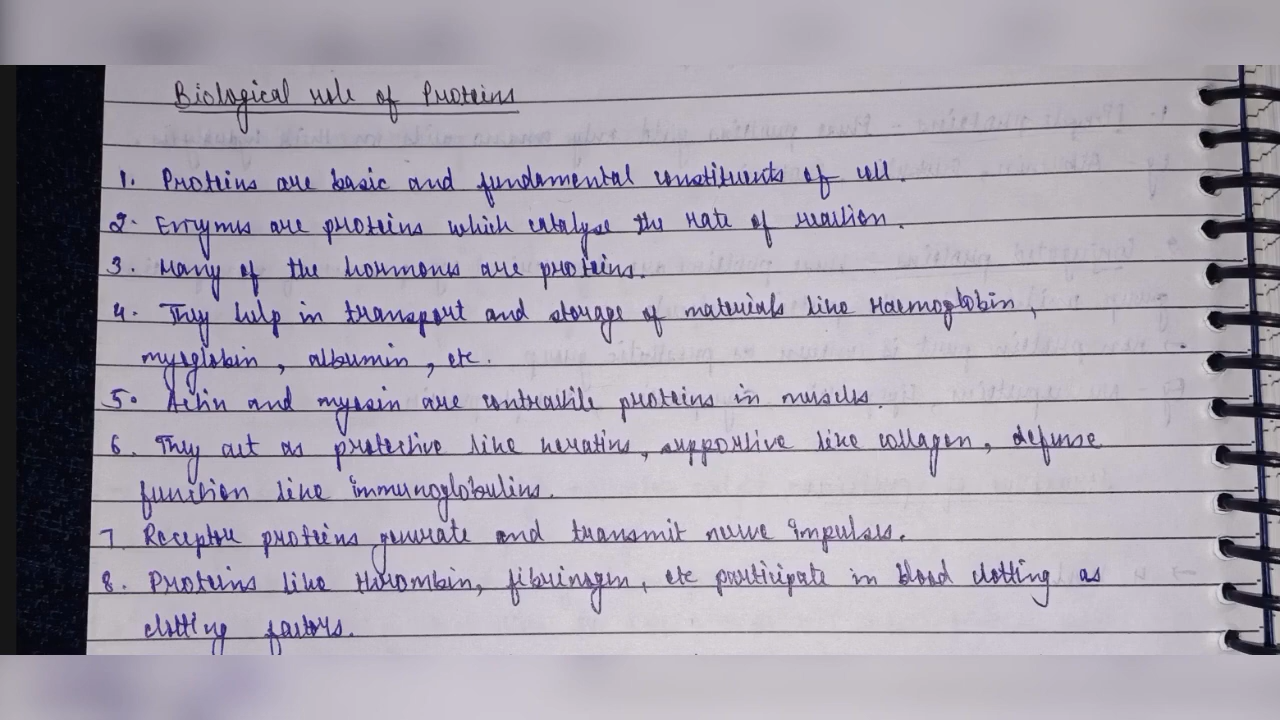 Biological role of Proteins
1. Proteins are basic and fundamental constituents of cell.
2. Enzymes are proteins which catalyse the rate of reaction.
3. Many of the hormones are proteins.
4. They help in transport and storage of materials like Haemoglobin,
myoglobin, albumin, etc.
5. Actin and myosin are contractile proteins in muscles.
6. They act as protective like keratins, supportive like collagen, defense
function like immunoglobulins.
7. Receptor proteins generate and transmit nerve impulses.
8. Proteins like thrombin, fibrinogen, etc participate in blood clotting as
clotting factors.